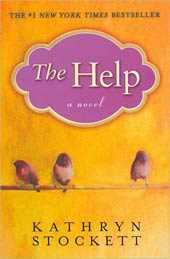 THE #1 NEW YORK TIMES BESTSELLER
The Help
a novel
KATHRYN
STOCKETT